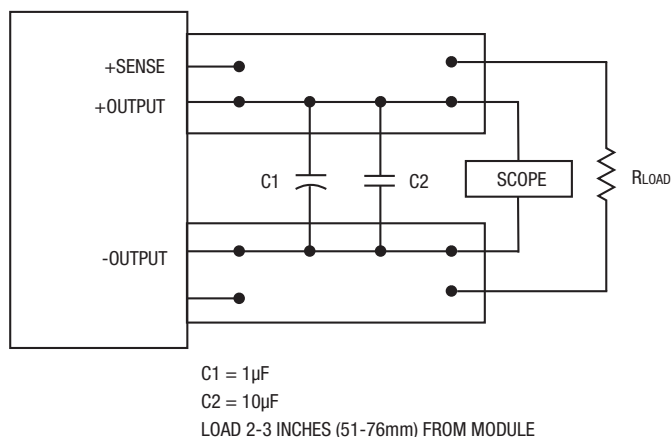 +SENSE
+OUTPUT
C1
C2
SCOPE
RLOAD
-OUTPUT
C1 = 1µF
C2 = 10µF
LOAD 2-3 INCHES (51-76mm) FROM MODULE